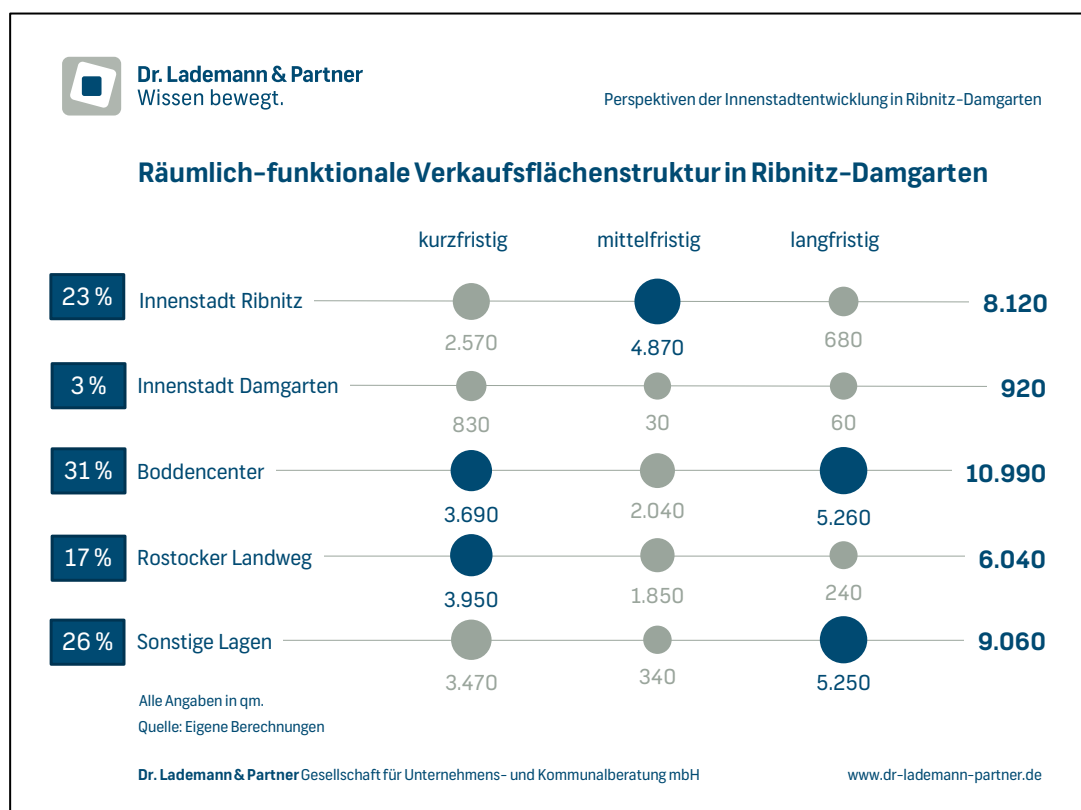 Dr. Lademann & Partner
Wissen bewegt.
Perspektiven der Innenstadtentwicklung in Ribnitz-Damgarten
Räumlich-funktionale Verkaufsflächenstruktur in Ribnitz-Damgarten
kurzfristig mittelfristig langfristig
23 % Innenstadt Ribnitz 8.120
2.570 4.870 680
3 % Innenstadt Damgarten 920
830 30 60
31 % Boddencenter 10.990
3.690 2.040 5.260
17 % Rostocker Landweg 6.040
3.950 1.850 240
26 % Sonstige Lagen 9.060
3.470 340 5.250
Alle Angaben in qm.
Quelle: Eigene Berechnungen
Dr. Lademann & Partner Gesellschaft für Unternehmens- und Kommunalberatung mbH www.dr-lademann-partner.de